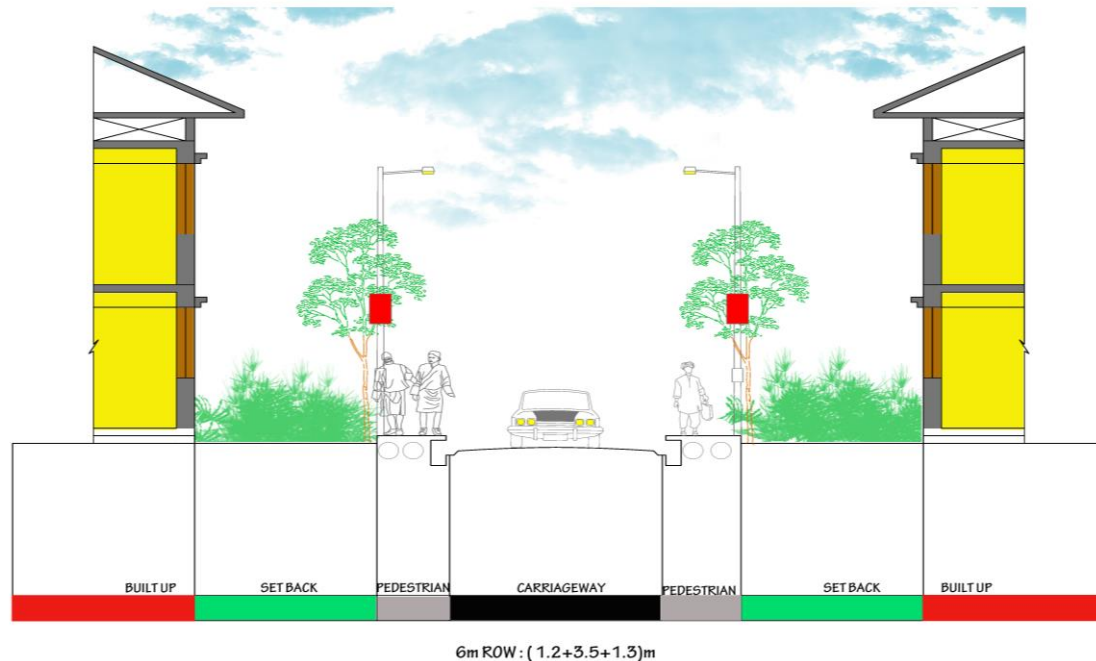 BUILT UP
SET BACK
PEDESTRIAN
CARRIAGEWAY
PEDESTRIAN
SET BACK
BUILT UP
6m ROW : ( 1.2+3.5+1.3)m